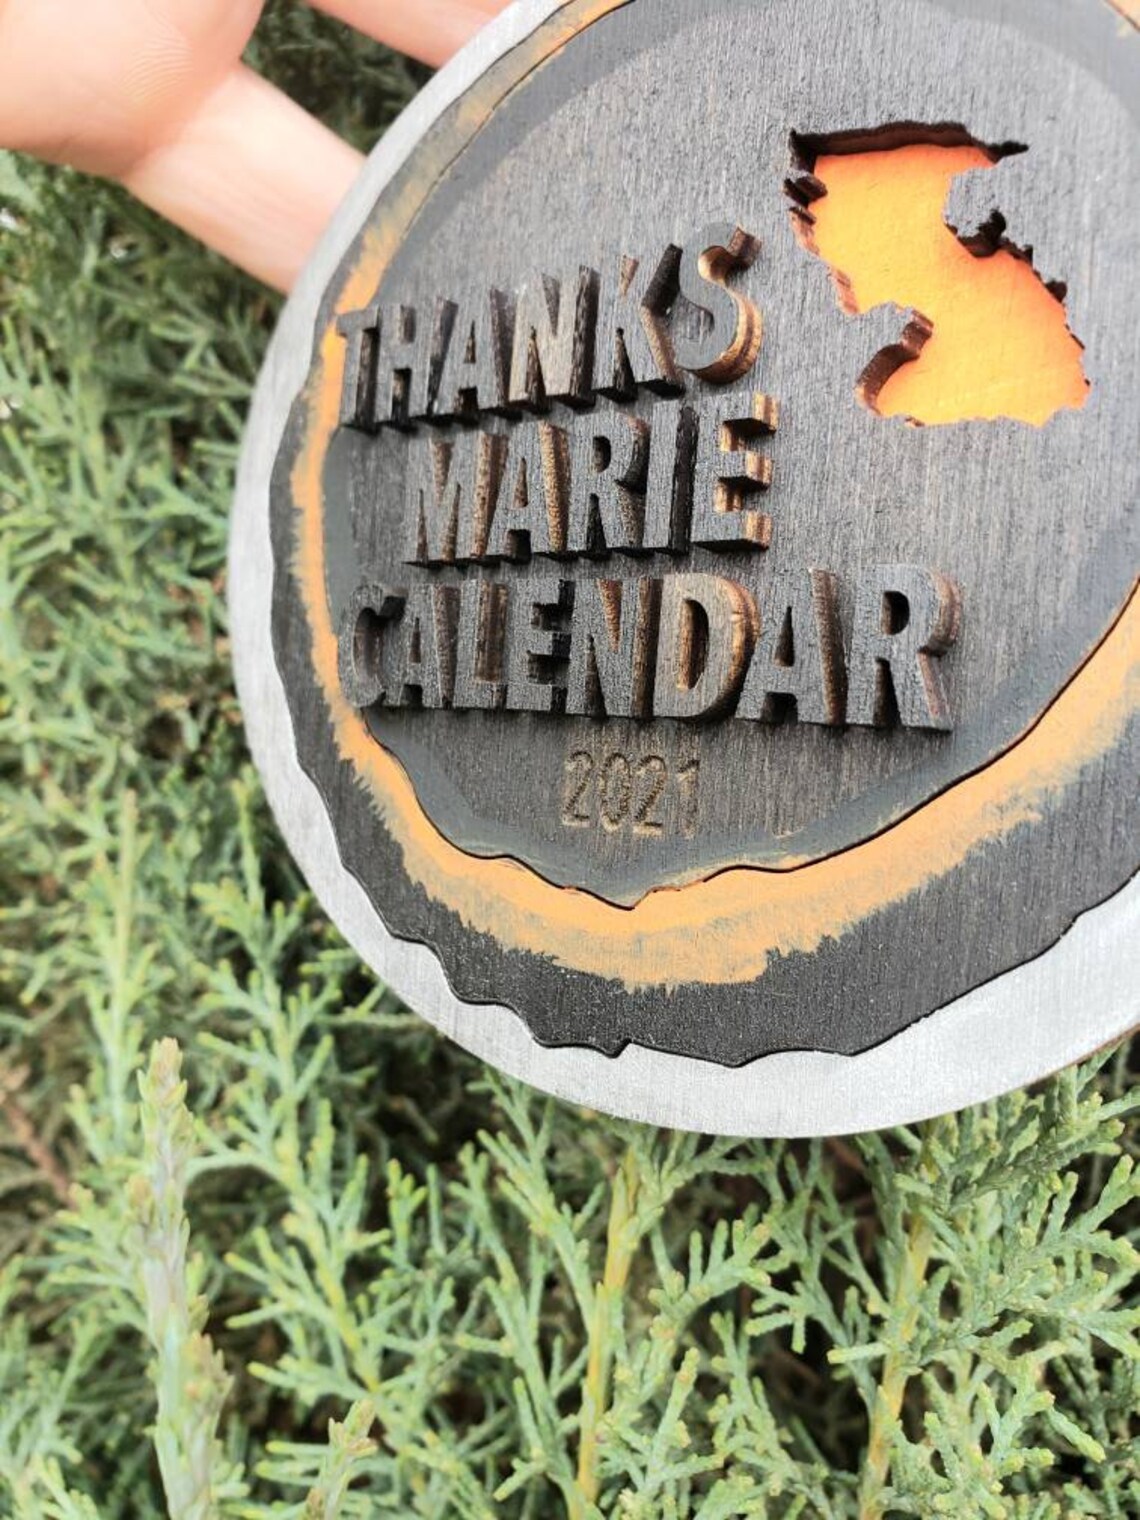 THANKS
MARIE
CALENDAR
2021